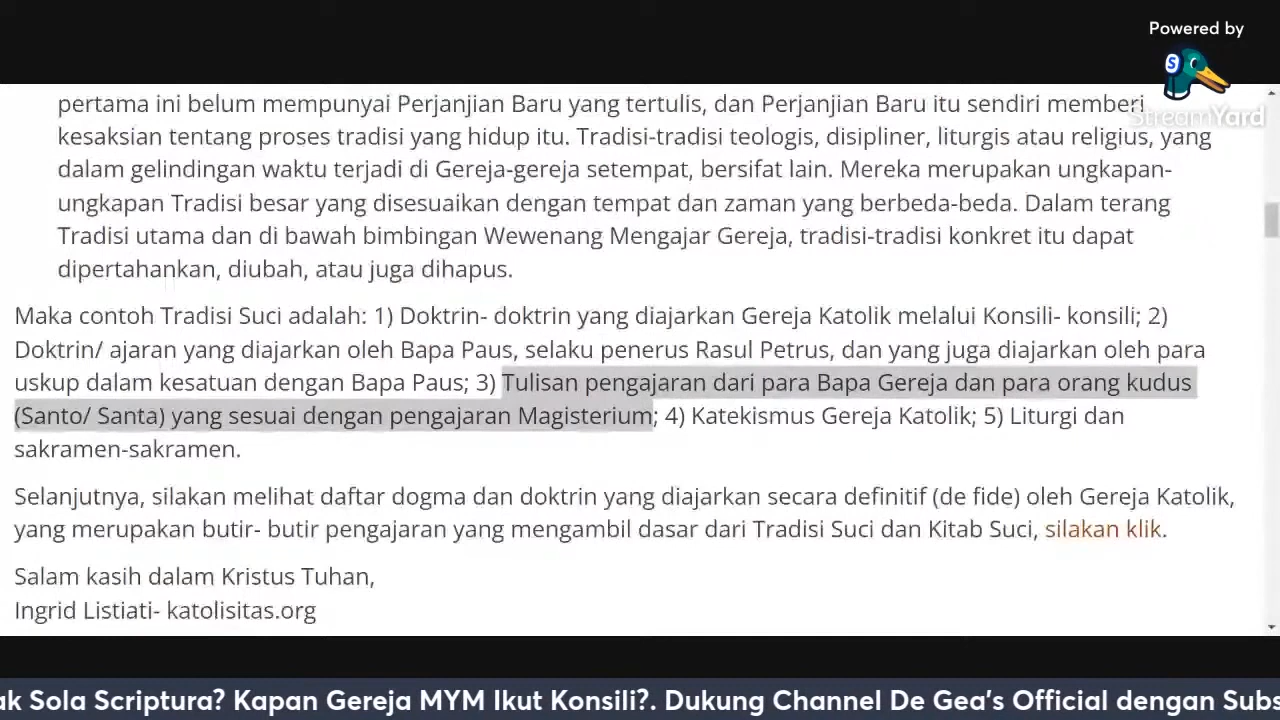 Powered by
StreamYard
pertama ini belum mempunyai Perjanjian Baru yang tertulis, dan Perjanjian Baru itu sendiri memberi
kesaksian tentang proses tradisi yang hidup itu. Tradisi-tradisi teologis, disipliner, liturgis atau religius, yang
dalam gelindingan waktu terjadi di Gereja-gereja setempat, bersifat lain. Mereka merupakan ungkapan-
ungkapan Tradisi besar yang disesuaikan dengan tempat dan zaman yang berbeda-beda. Dalam terang
Tradisi utama dan di bawah bimbingan Wewenang Mengajar Gereja, tradisi-tradisi konkret itu dapat
dipertahankan, diubah, atau juga dihapus.
Maka contoh Tradisi Suci adalah: 1) Doktrin- doktrin yang diajarkan Gereja Katolik melalui Konsili- konsili; 2)
Doktrin/ ajaran yang diajarkan oleh Bapa Paus, selaku penerus Rasul Petrus, dan yang juga diajarkan oleh para
uskup dalam kesatuan dengan Bapa Paus; 3) Tulisan pengajaran dari para Bapa Gereja dan para orang kudus
(Santo/ Santa) yang sesuai dengan pengajaran Magisterium; 4) Katekismus Gereja Katolik; 5) Liturgi dan
sakramen-sakramen.
Selanjutnya, silakan melihat daftar dogma dan doktrin yang diajarkan secara definitif (de fide) oleh Gereja Katolik,
yang merupakan butir- butir pengajaran yang mengambil dasar dari Tradisi Suci dan Kitab Suci, silakan klik.
Salam kasih dalam Kristus Tuhan,
Ingrid Listiati- katolisitas.org
ak Sola Scriptura? Kapan Gereja MYM Ikut Konsili?. Dukung Channel De Gea's Official dengan Subs